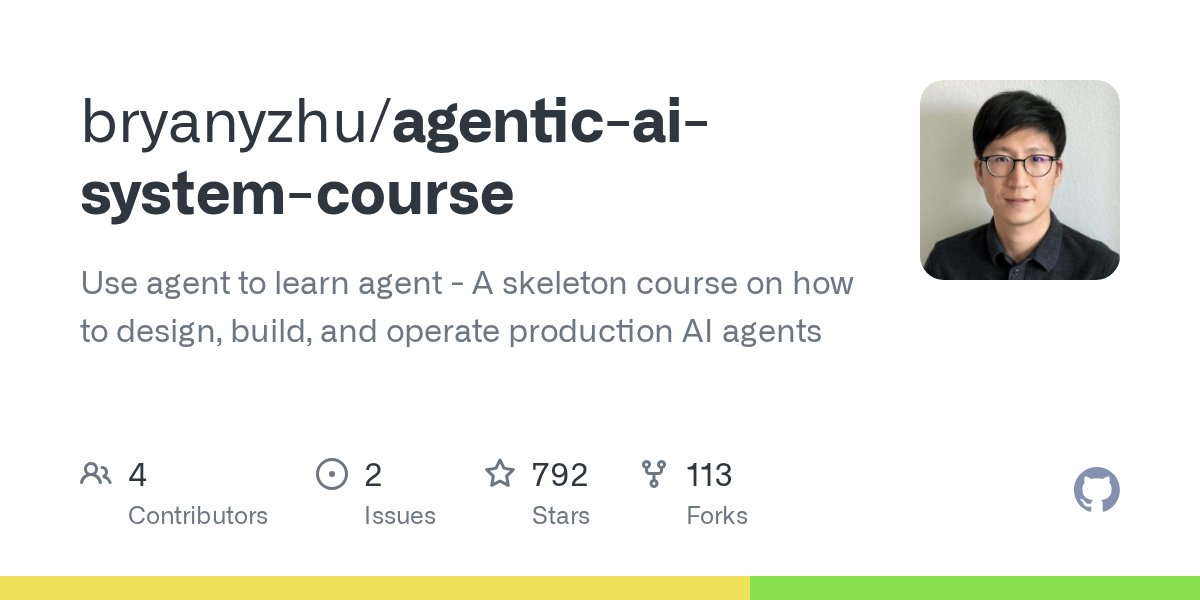 bryanyzhu/agentic-ai-
system-course
Use agent to learn agent - A skeleton course on how
to design, build, and operate production AI agents
4
Contributors
2
Issues
792
Stars
113
Forks